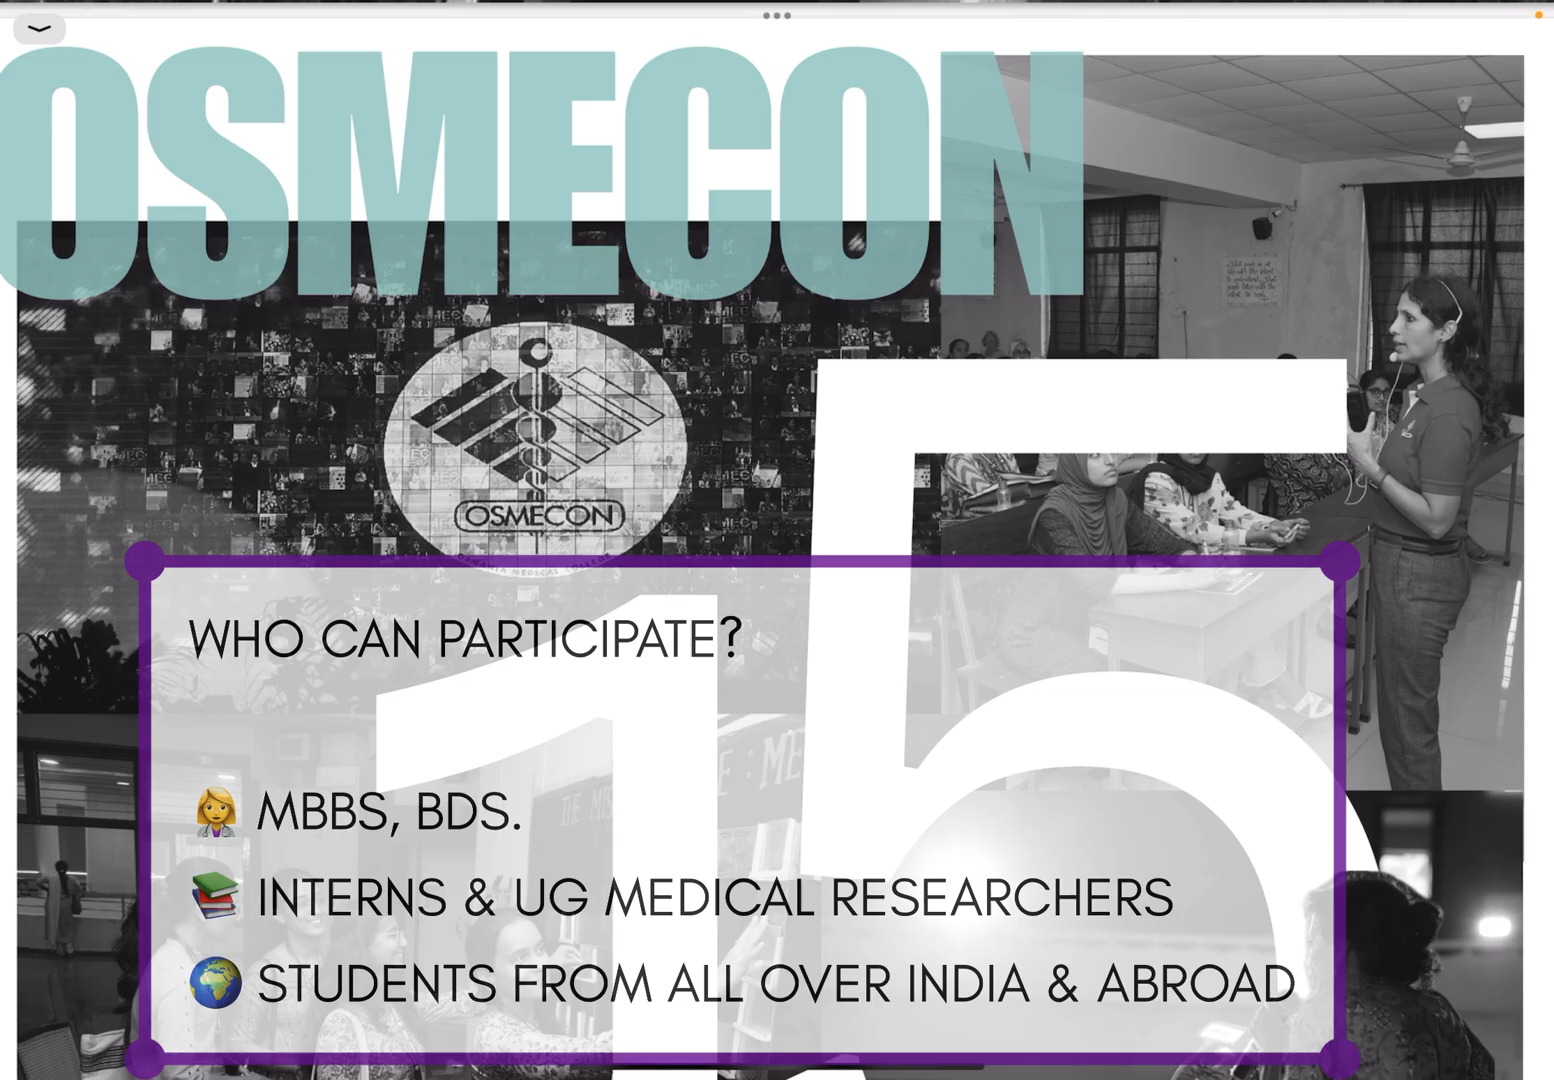 OSMECON
OSMECON
15
WHO CAN PARTICIPATE?
MBBS, BDS.
INTERNS & UG MEDICAL RESEARCHERS
STUDENTS FROM ALL OVER INDIA & ABROAD